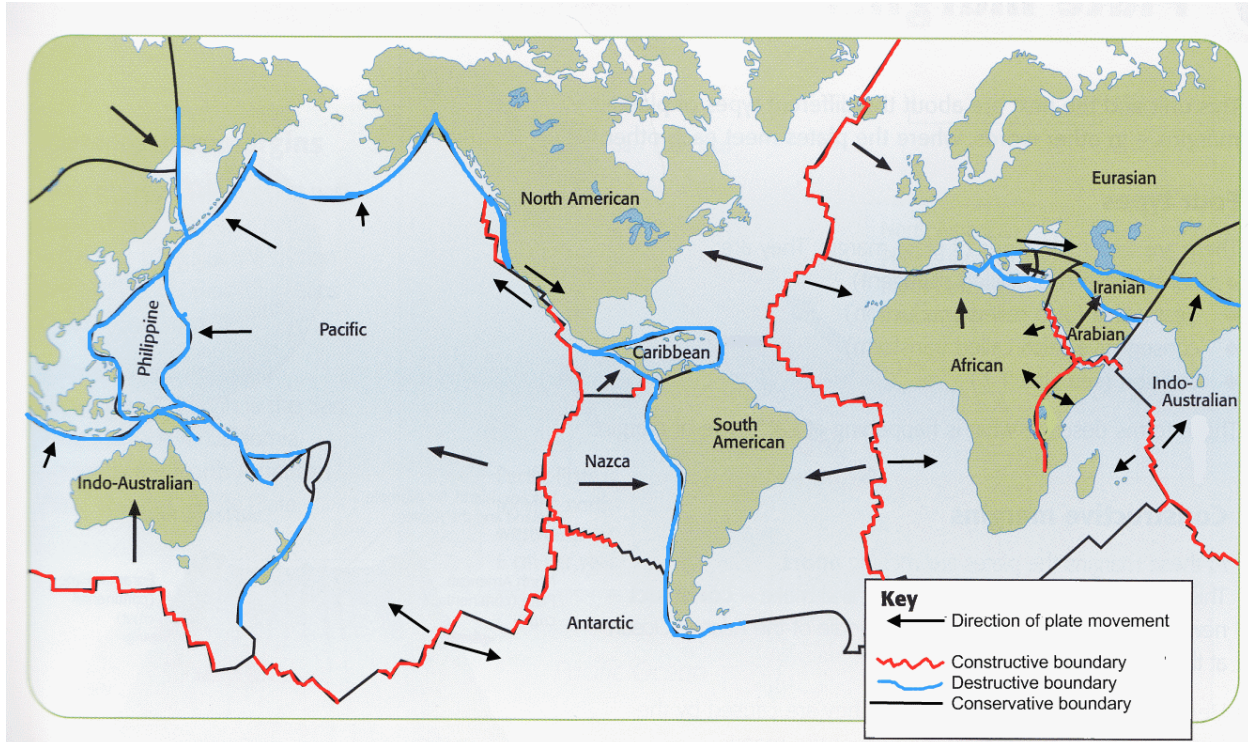 North American
Eurasian
Philippine
Pacific
Caribbean
Iranian
Arabian
African
Indo-
Australian
South
American
Nazca
Indo-Australian
Antarctic
Key
Direction of plate movement
Constructive boundary
Destructive boundary
Conservative boundary